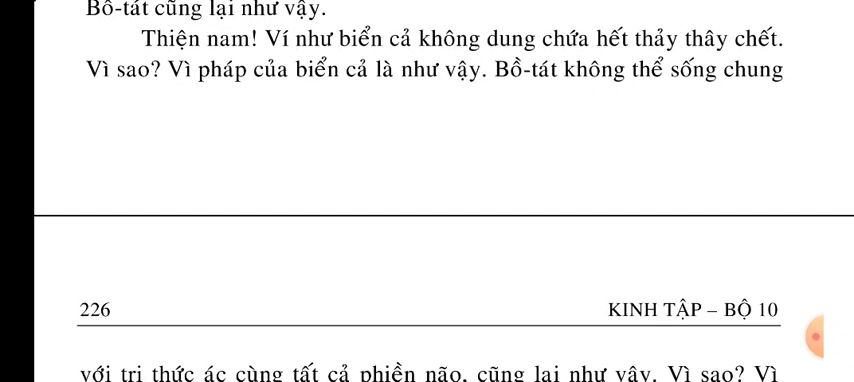 Bồ-tát cũng lại như vậy.
Thiện nam! Ví như biển cả không dung chứa hết thảy thây chết.
Vì sao? Vì pháp của biển cả là như vậy. Bồ-tát không thể sống chung
226 KINH TẬP – BỘ 10
với tri thức ác cùng tất cả phiền não, cũng lại như vậy. Vì sao? Vì